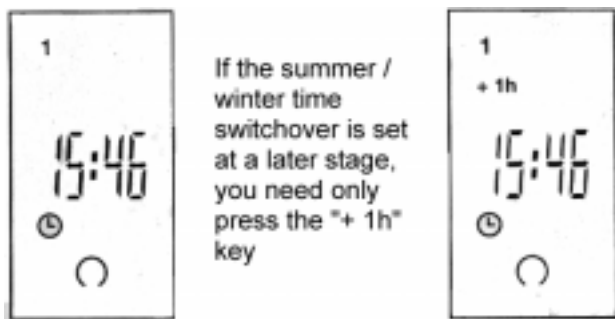 1
15:46
If the summer /
winter time
switchover is set
at a later stage,
you need only
press the "+ 1h"
key
1
+ 1h
15:46